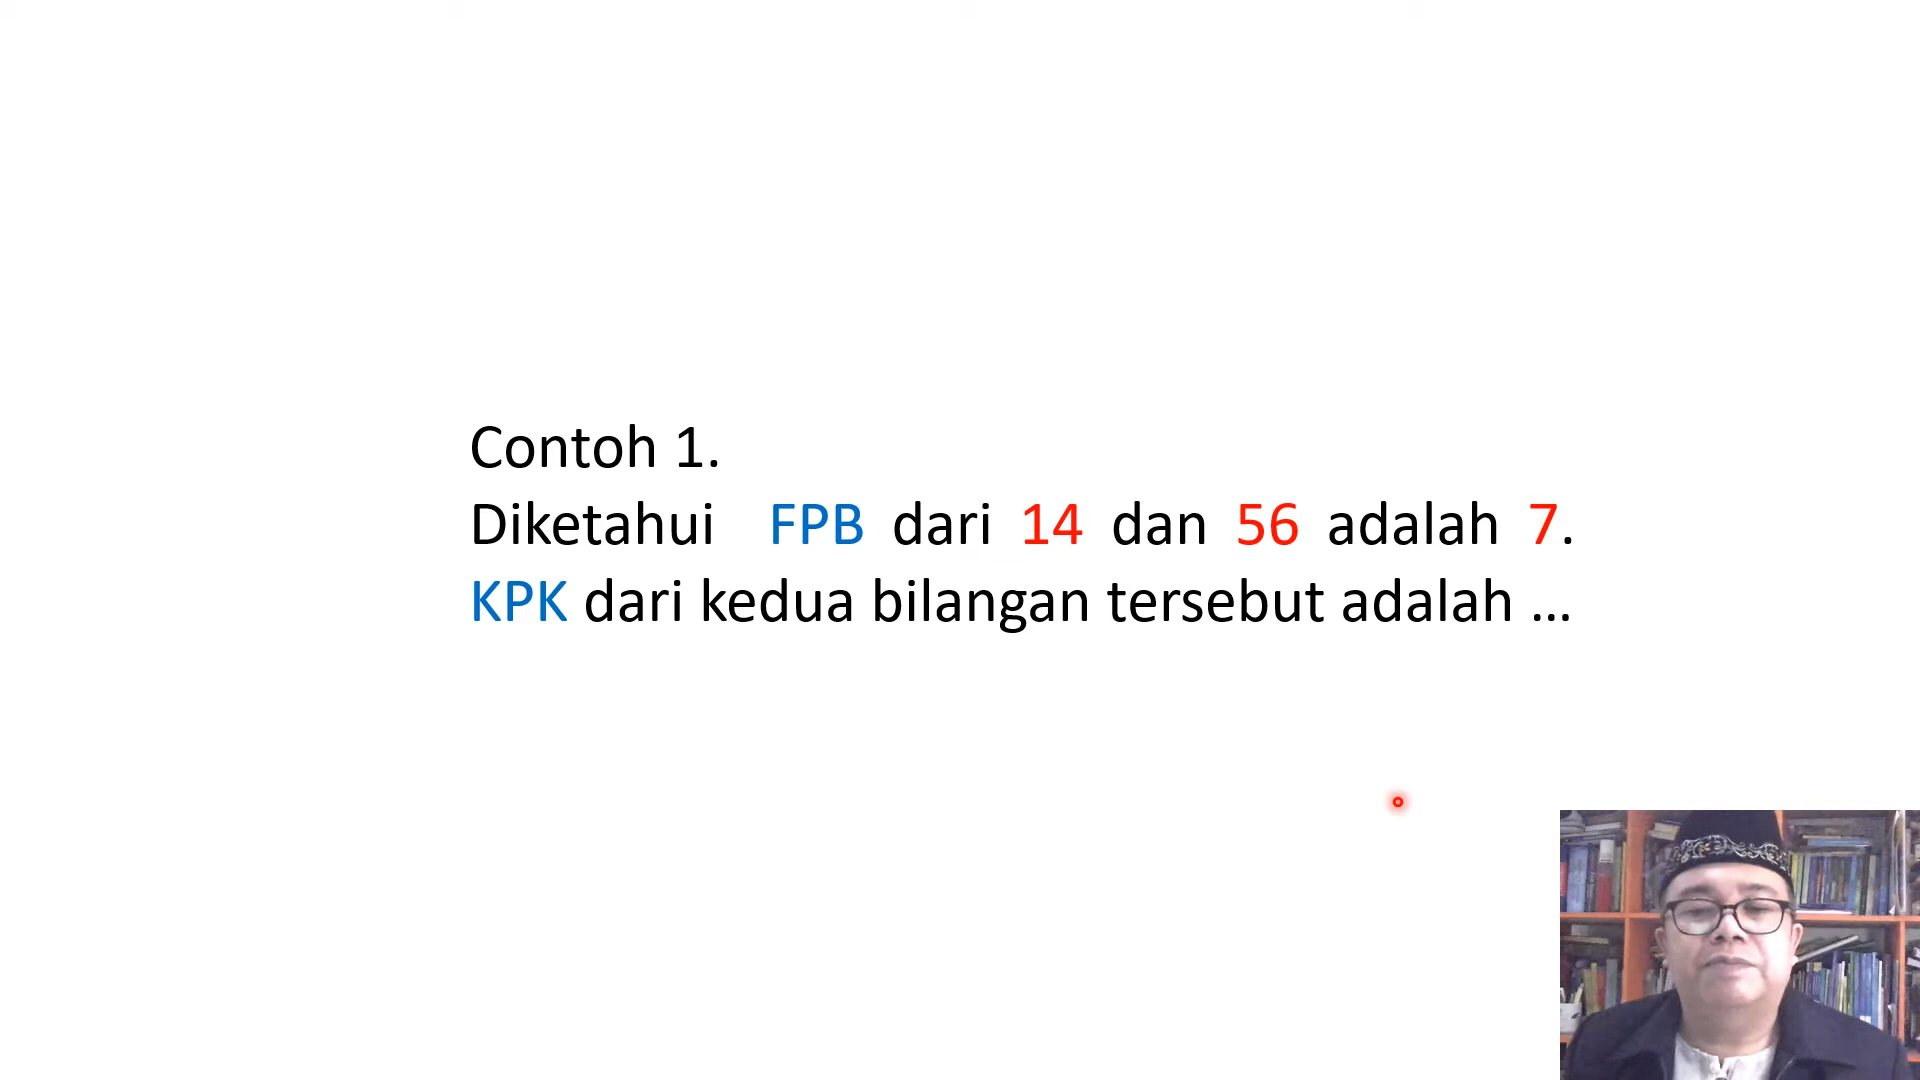 Contoh 1.
Diketahui FPB dari 14 dan 56 adalah 7.
KPK dari kedua bilangan tersebut adalah ...